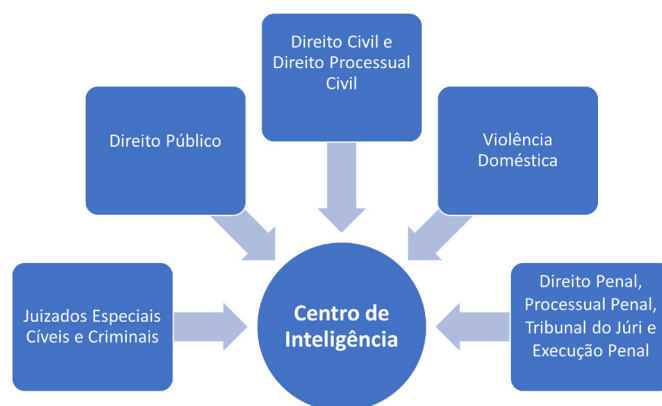 Direito Civil e
Direito Processual
Civil
Direito Público
Violência
Doméstica
Juizados Especiais
Cíveis e Criminais
Centro de
Inteligência
Direito Penal,
Processual Penal,
Tribunal do Júri e
Execução Penal